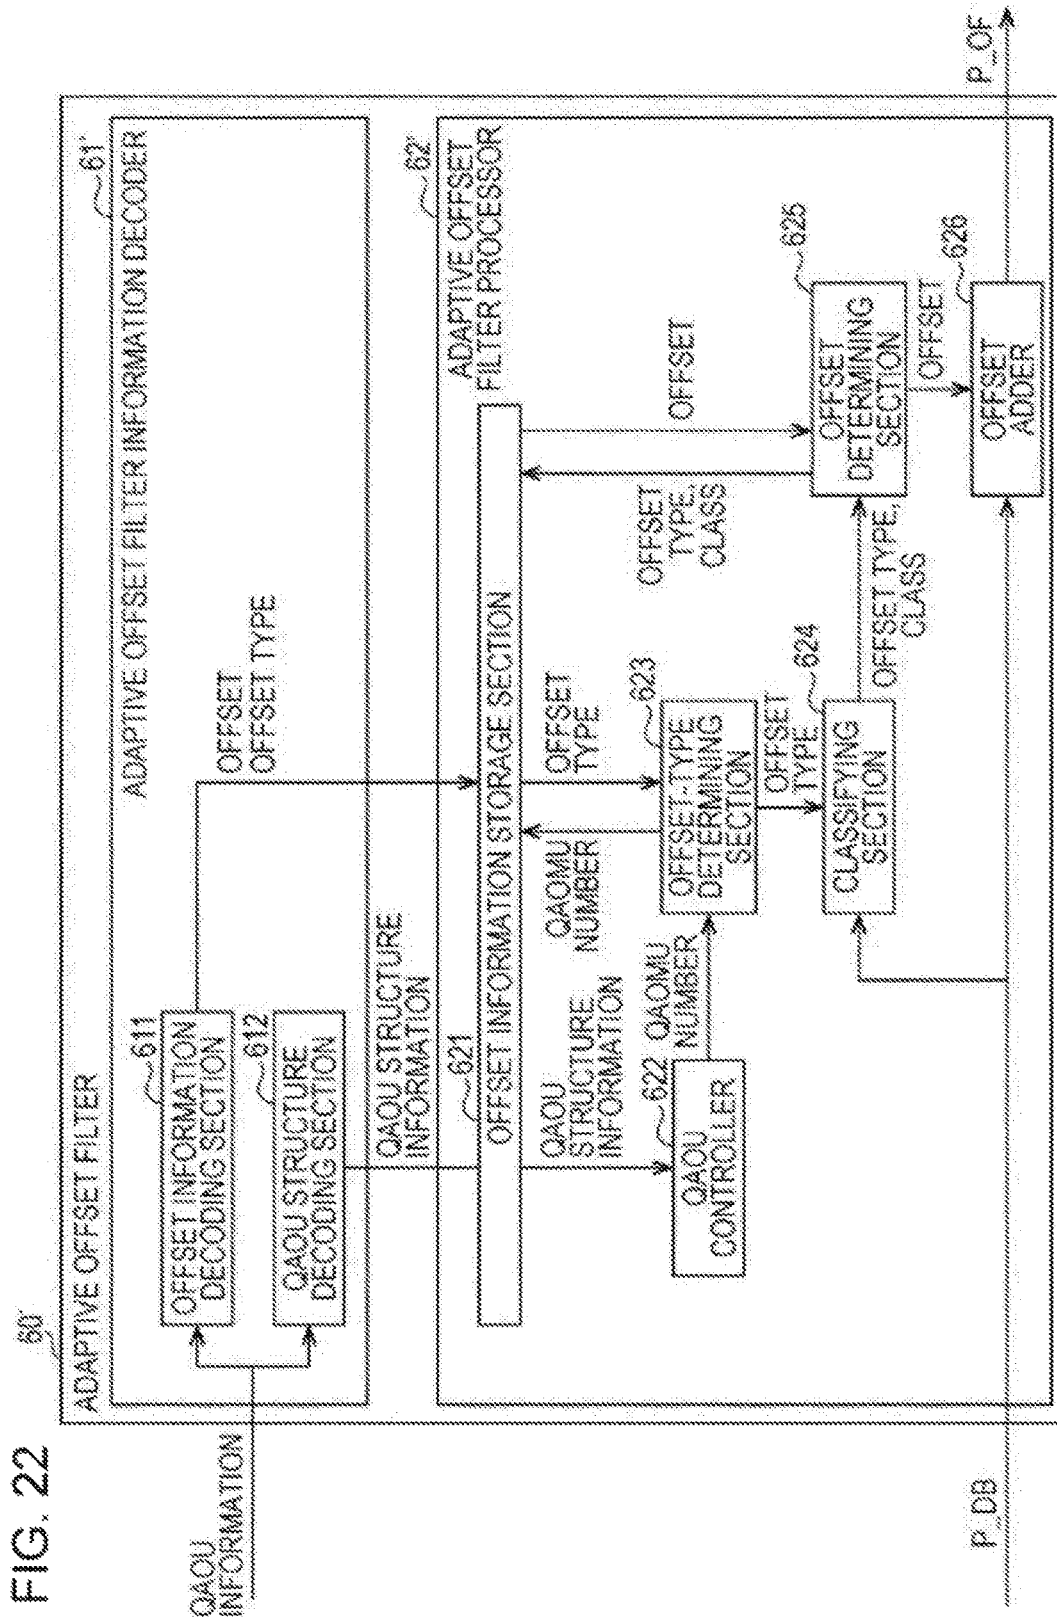 FIG. 22
60'
ADAPTIVE OFFSET FILTER
61'
ADAPTIVE OFFSET FILTER INFORMATION DECODER
QAOU
INFORMATION
611
OFFSET INFORMATION
DECODING SECTION
612
QAOU STRUCTURE
DECODING SECTION
OFFSET
OFFSET TYPE
QAOU STRUCTURE
INFORMATION
62'
ADAPTIVE OFFSET
FILTER PROCESSOR
621
OFFSET INFORMATION STORAGE SECTION
QAOU
STRUCTURE
INFORMATION
622
QAOU
CONTROLLER
QAOMU
NUMBER
QAOMU
NUMBER
OFFSET
TYPE
623
OFFSET-TYPE
DETERMINING
SECTION
OFFSET
TYPE
624
CLASSIFYING
SECTION
OFFSET TYPE,
CLASS
OFFSET
TYPE,
CLASS
OFFSET
625
OFFSET
DETERMINING
SECTION
OFFSET
626
OFFSET
ADDER
P_DB
P_OF